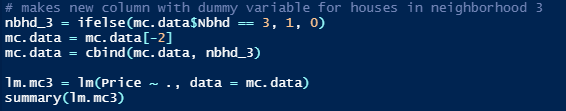 # makes new column with dummy variable for houses in neighborhood 3
nbhd_3 = ifelse(mc.data$Nbhd == 3, 1, 0)
mc.data = mc.data[-2]
mc.data = cbind(mc.data, nbhd_3)
lm.mc3 = lm(Price ~ ., data = mc.data)
summary(lm.mc3)